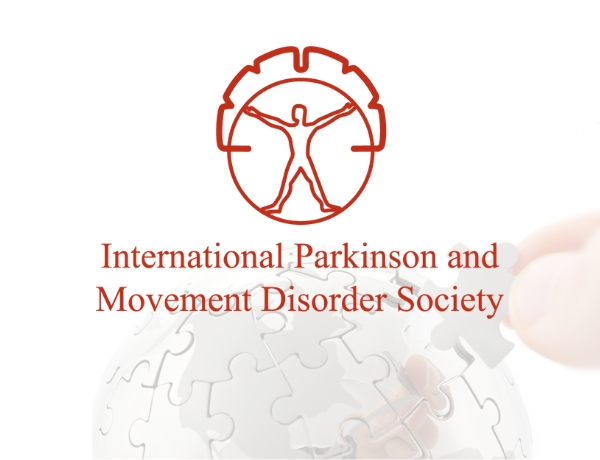 International Parkinson and
Movement Disorder Society